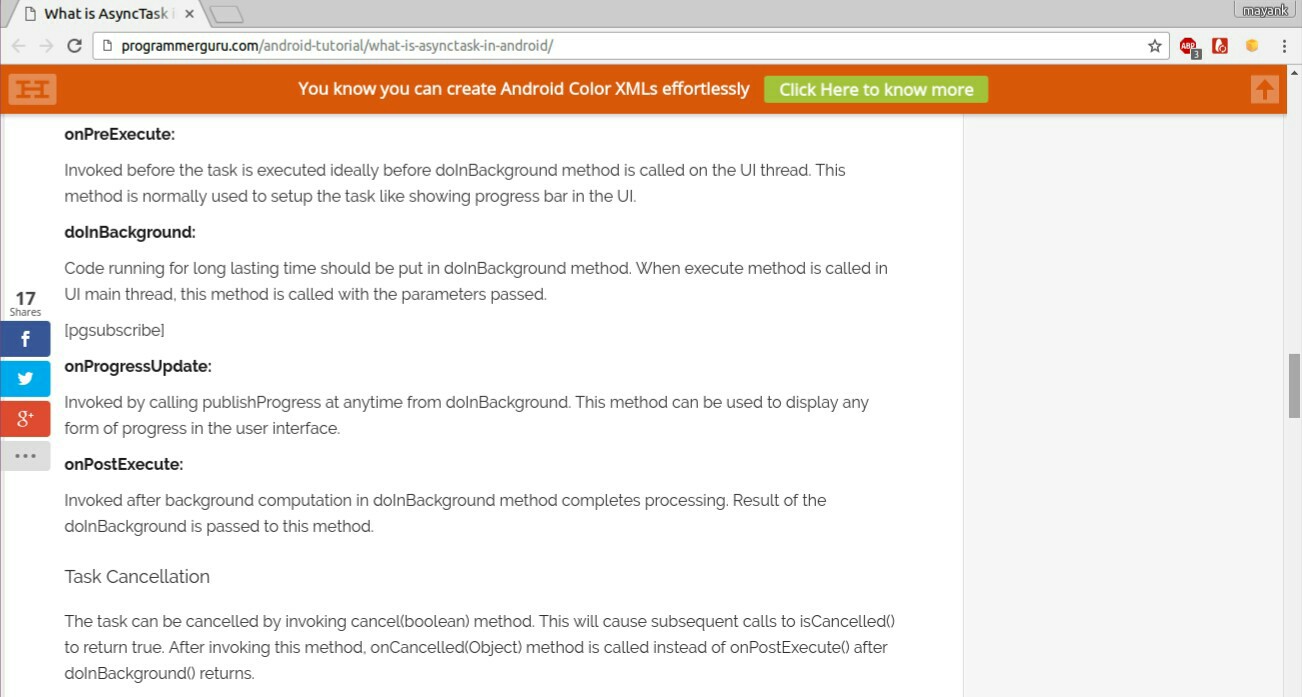 What is AsyncTask i
mayank
programmerguru.com/android-tutorial/what-is-asynctask-in-android/
ABP
3
You know you can create Android Color XMLs effortlessly
Click Here to know more
onPreExecute:
Invoked before the task is executed ideally before doInBackground method is called on the UI thread. This
method is normally used to setup the task like showing progress bar in the UI.
doInBackground:
Code running for long lasting time should be put in doInBackground method. When execute method is called in
UI main thread, this method is called with the parameters passed.
17
Shares
[pgsubscribe]
onProgressUpdate:
Invoked by calling publishProgress at anytime from doInBackground. This method can be used to display any
form of progress in the user interface.
onPostExecute:
Invoked after background computation in doInBackground method completes processing. Result of the
doInBackground is passed to this method.
Task Cancellation
The task can be cancelled by invoking cancel(boolean) method. This will cause subsequent calls to isCancelled()
to return true. After invoking this method, onCancelled(Object) method is called instead of onPostExecute() after
doInBackground() returns.